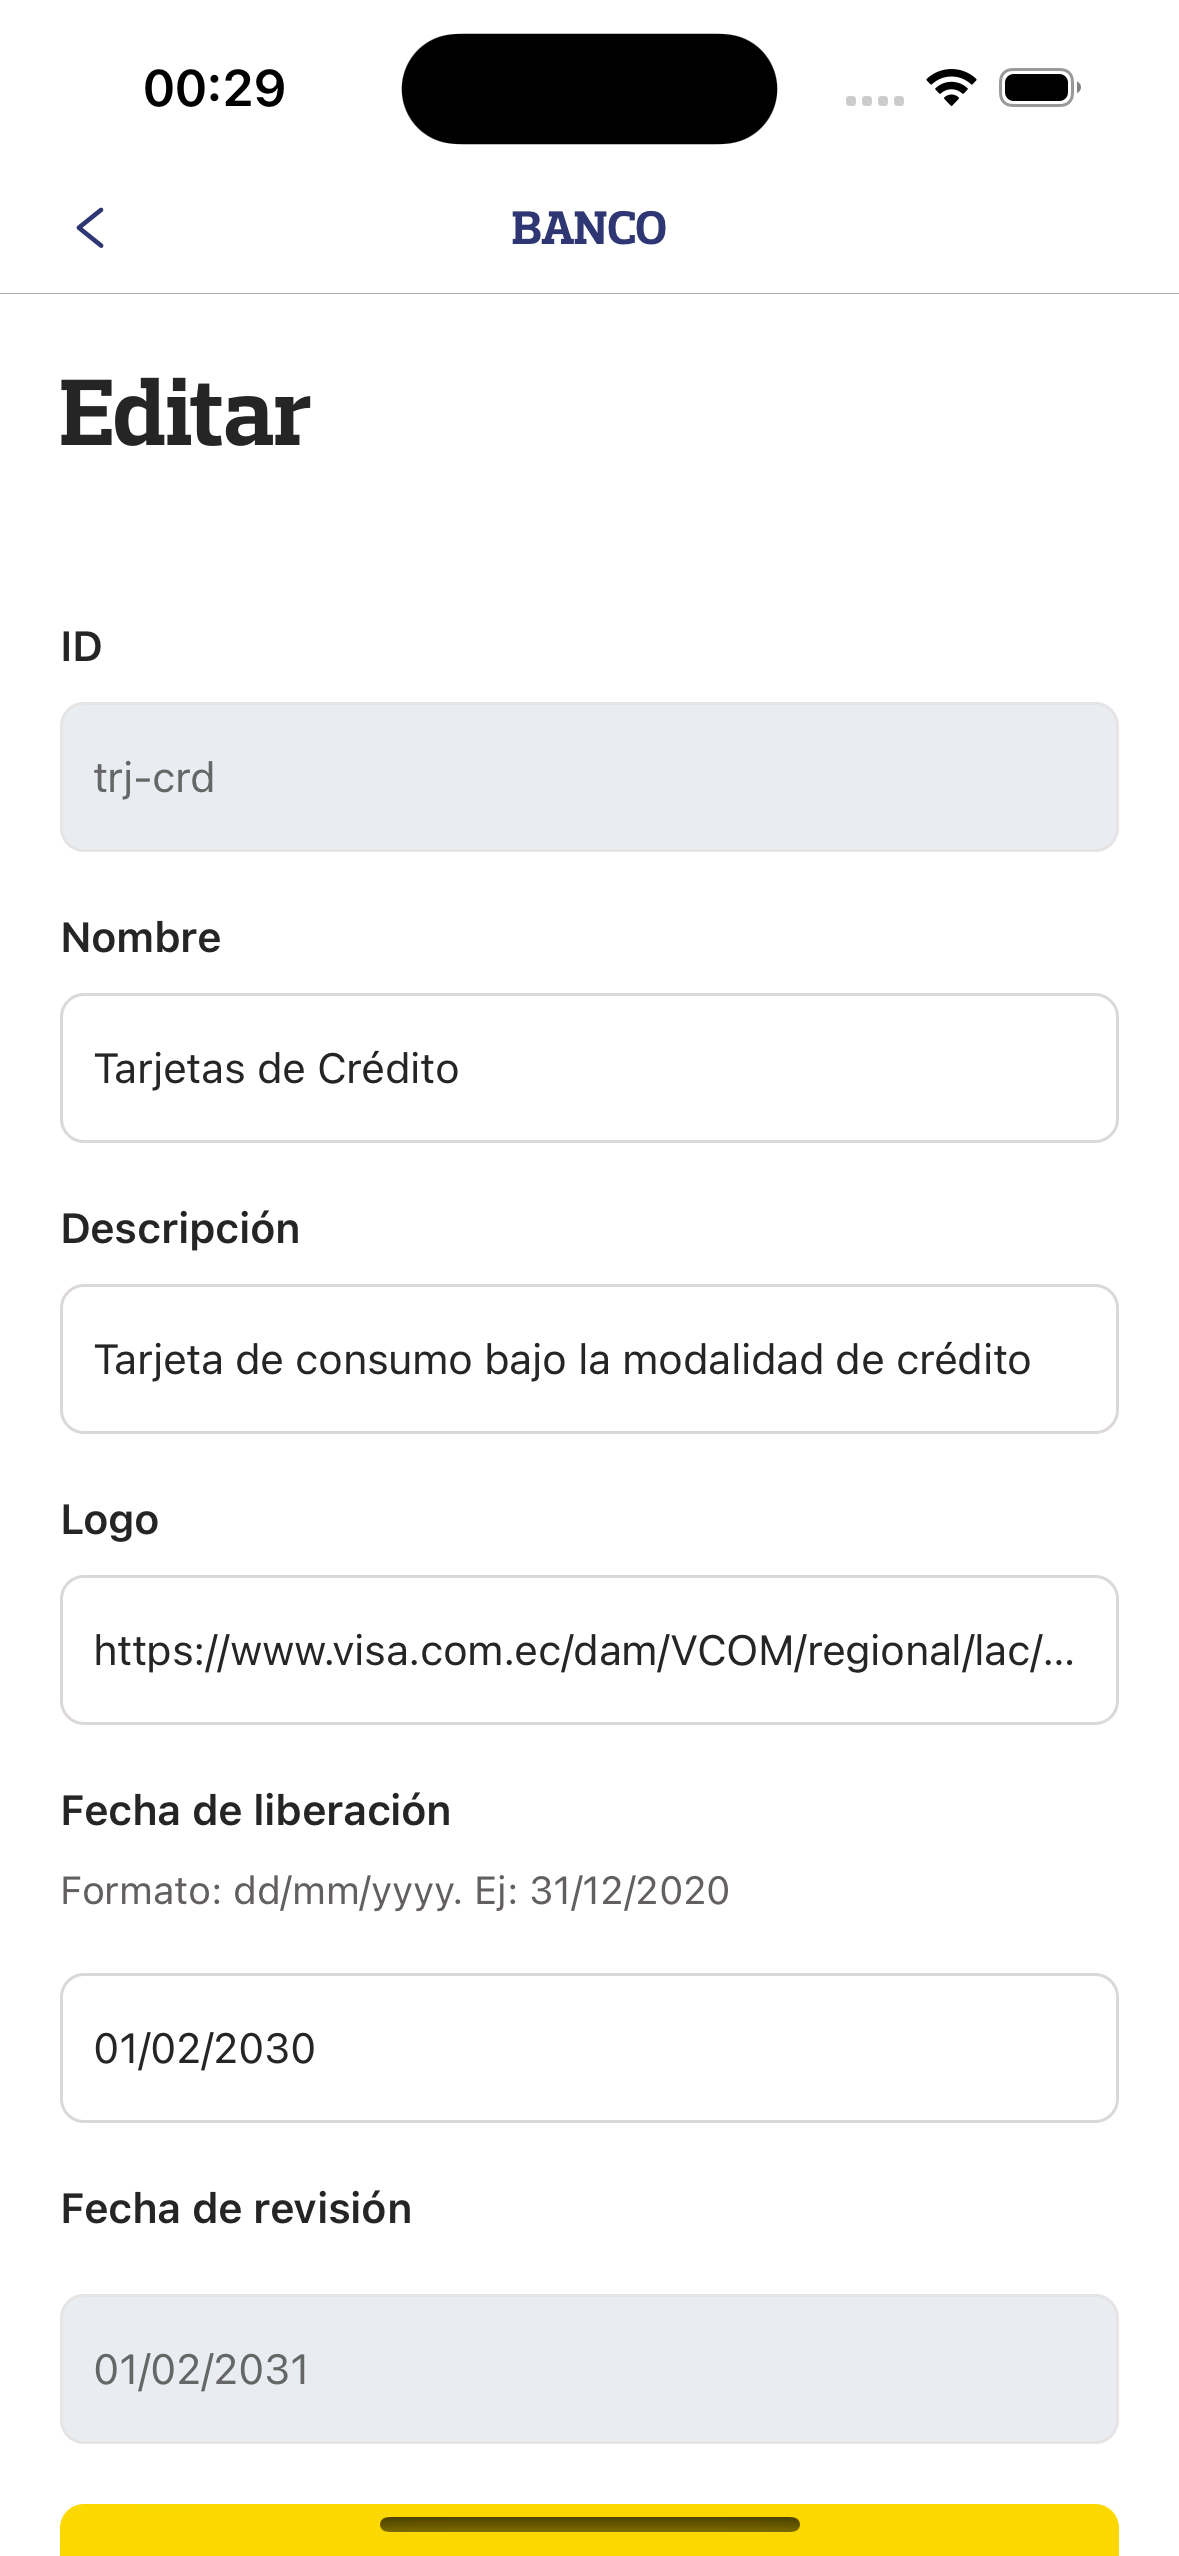 00:29
BANCO
Editar
ID
trj-crd
Nombre
Tarjetas de Crédito
Descripción
Tarjeta de consumo bajo la modalidad de crédito
Logo
https://www.visa.com.ec/dam/VCOM/regional/lac/...
Fecha de liberación
Formato: dd/mm/yyyy. Ej: 31/12/2020
01/02/2030
Fecha de revisión
01/02/2031